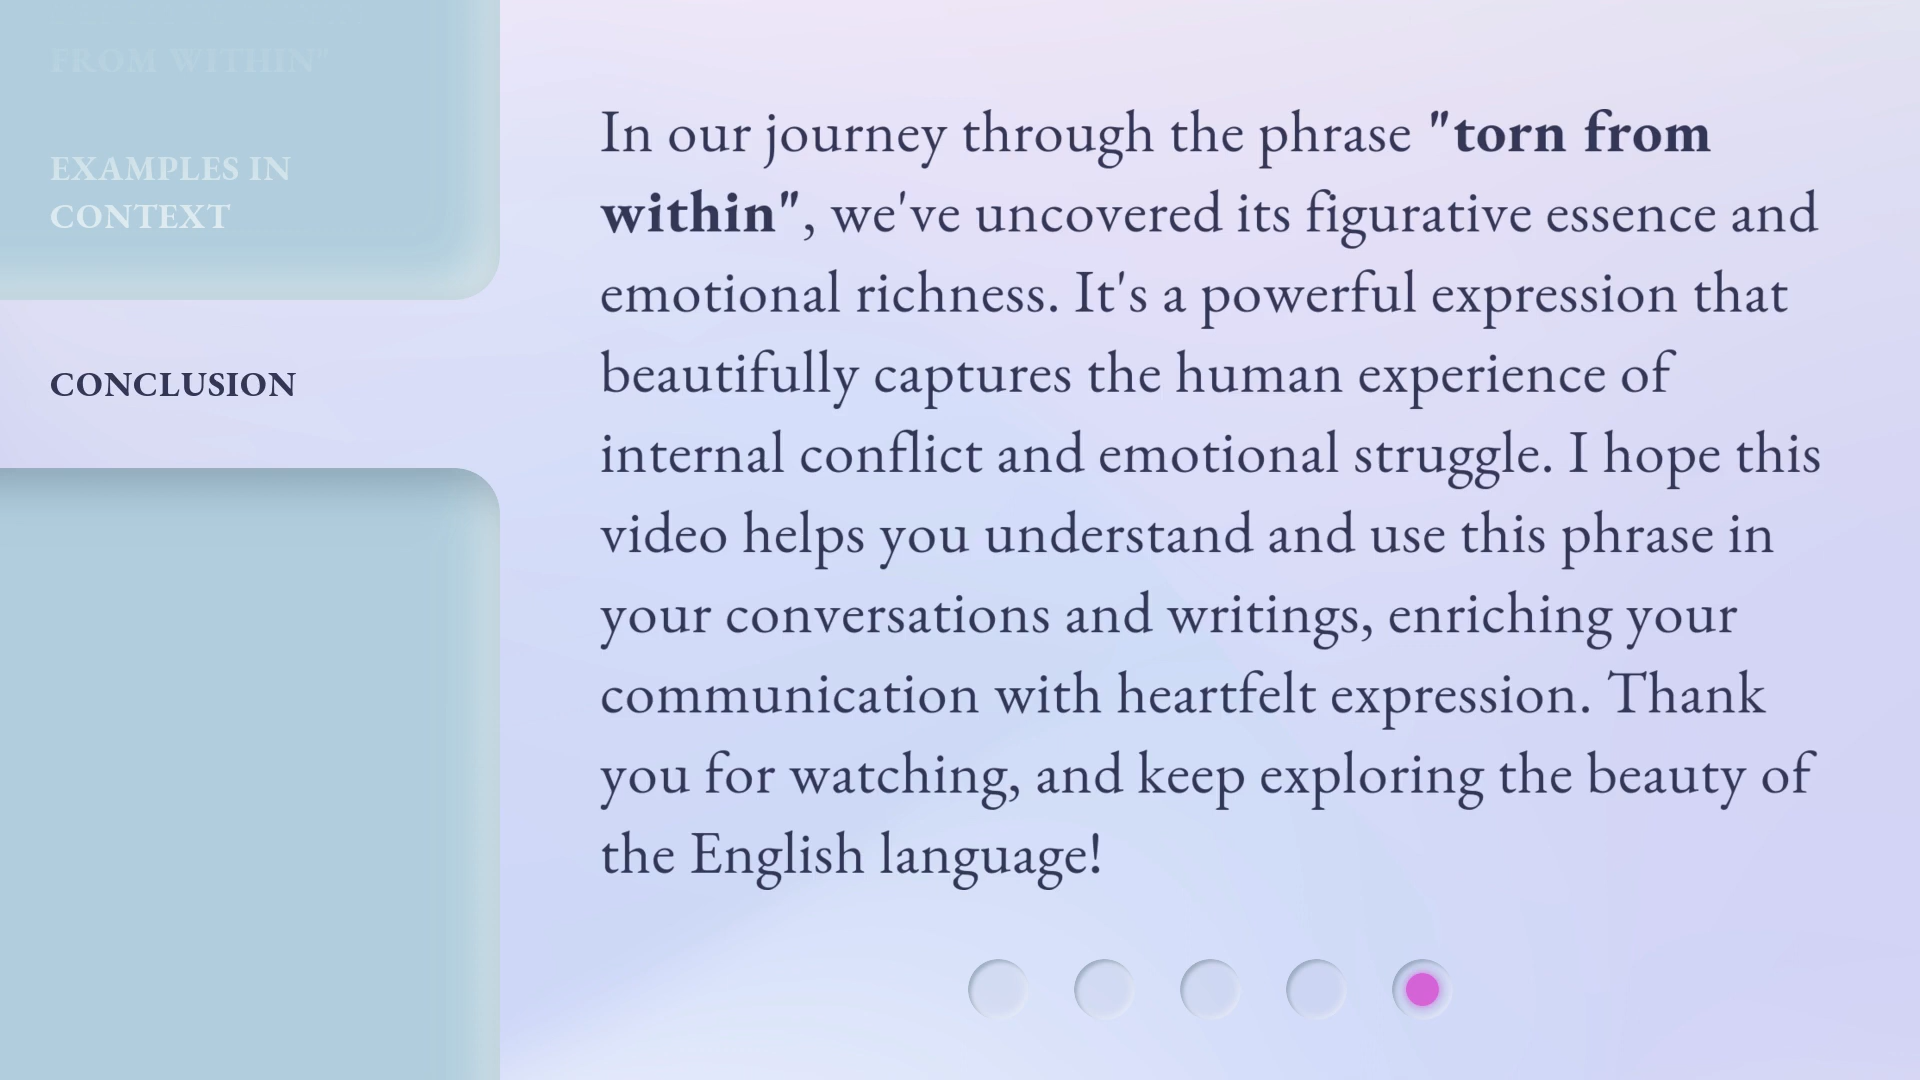 FROM WITHIN"
EXAMPLES IN
CONTEXT
CONCLUSION
In our journey through the phrase "torn from
within", we've uncovered its figurative essence and
emotional richness. It's a powerful expression that
beautifully captures the human experience of
internal conflict and emotional struggle. I hope this
video helps you understand and use this phrase in
your conversations and writings, enriching your
communication with heartfelt expression. Thank
you for watching, and keep exploring the beauty of
the English language!